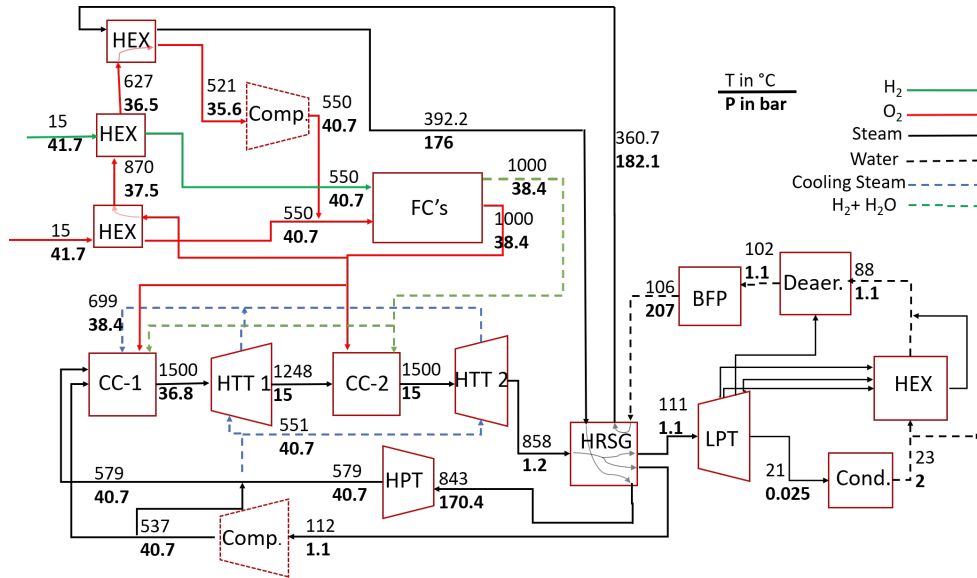 HEX
627
36.5
521
35.6
Comp.
550
40.7
392.2
176
360.7
182.1
T in °C
P in bar
H2
O2
Steam
Water
Cooling Steam
H2+ H2O
15
41.7
HEX
870
37.5
550
40.7
FC's
1000
38.4
15
41.7
HEX
550
40.7
1000
38.4
699
38.4
CC-1
1500
36.8
HTT 1
1248
15
CC-2
1500
15
HTT 2
551
40.7
858
1.2
HRSG
106
207
BFP
102
1.1
Deaer.
88
1.1
HEX
111
1.1
LPT
21
0.025
Cond.
23
2
579
40.7
579
40.7
HPT
843
170.4
537
40.7
Comp.
112
1.1